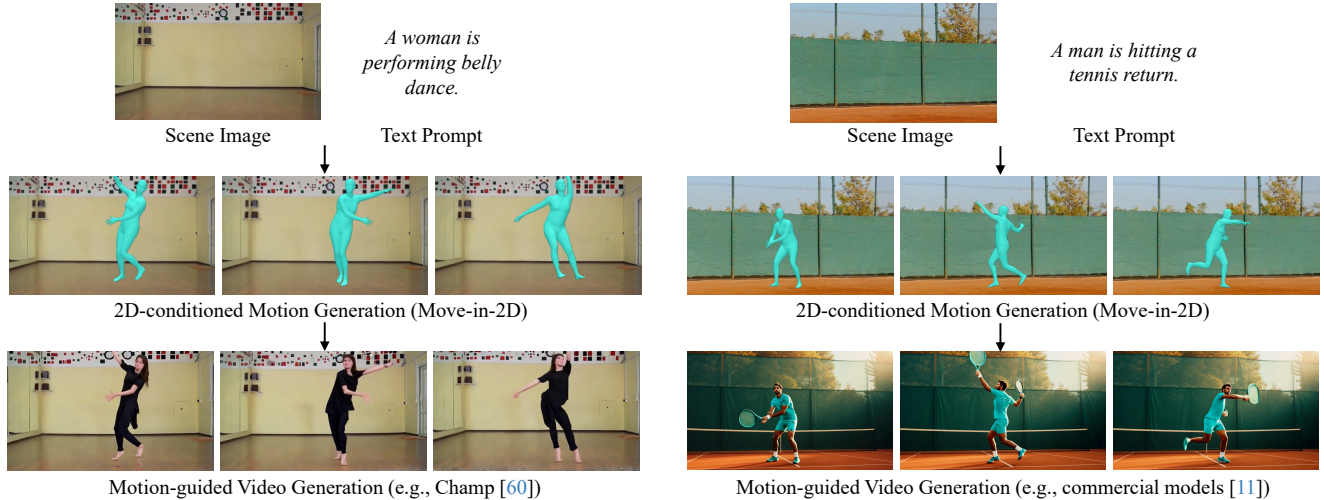 A woman is
performing belly
dance.
Scene Image
Text Prompt
2D-conditioned Motion Generation (Move-in-2D)
Motion-guided Video Generation (e.g., Champ [60])
A man is hitting a
tennis return.
Scene Image
Text Prompt
2D-conditioned Motion Generation (Move-in-2D)
Motion-guided Video Generation (e.g., commercial models [11])